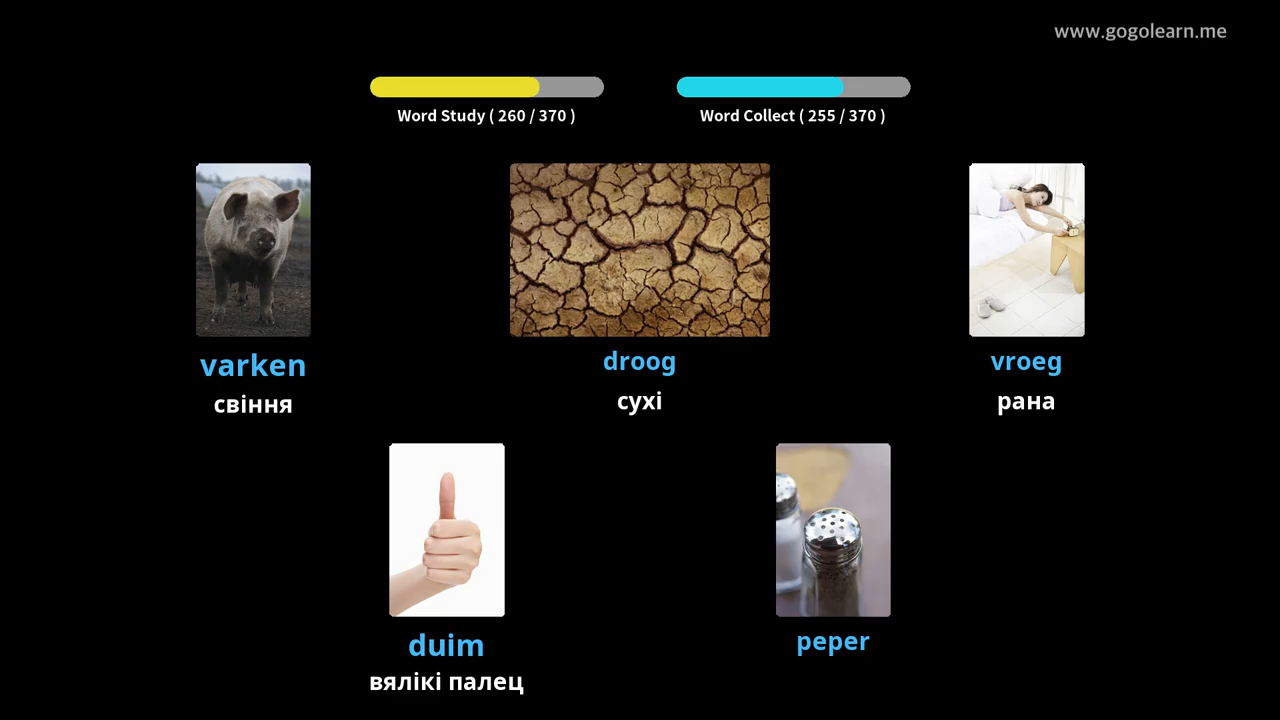 www.gogolearn.me
Word Study ( 260 / 370 )
Word Collect ( 255 / 370 )
varken
свіння
droog
сухі
vroeg
рана
duim
вялікі палец
peper